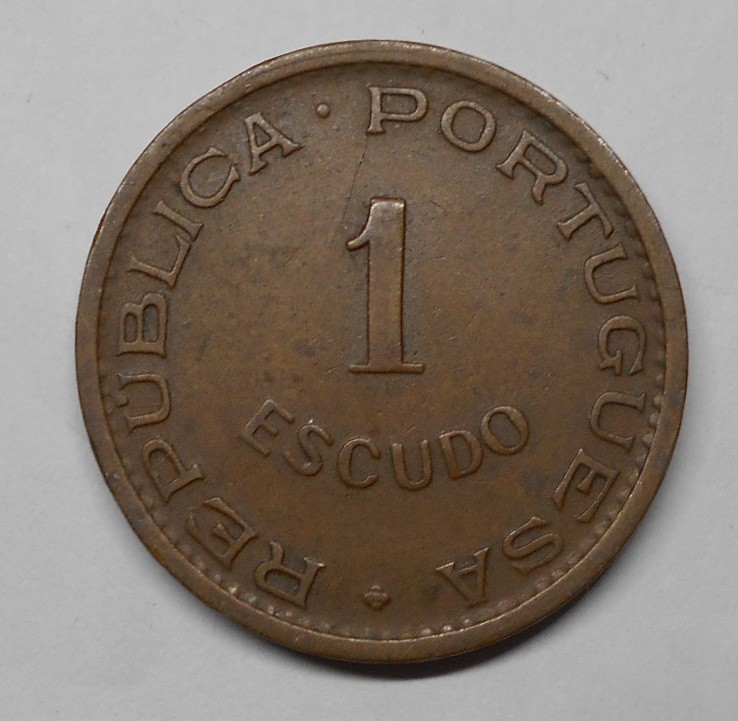 REPÚBLICA · PORTUGUESA
1
ESCUDO